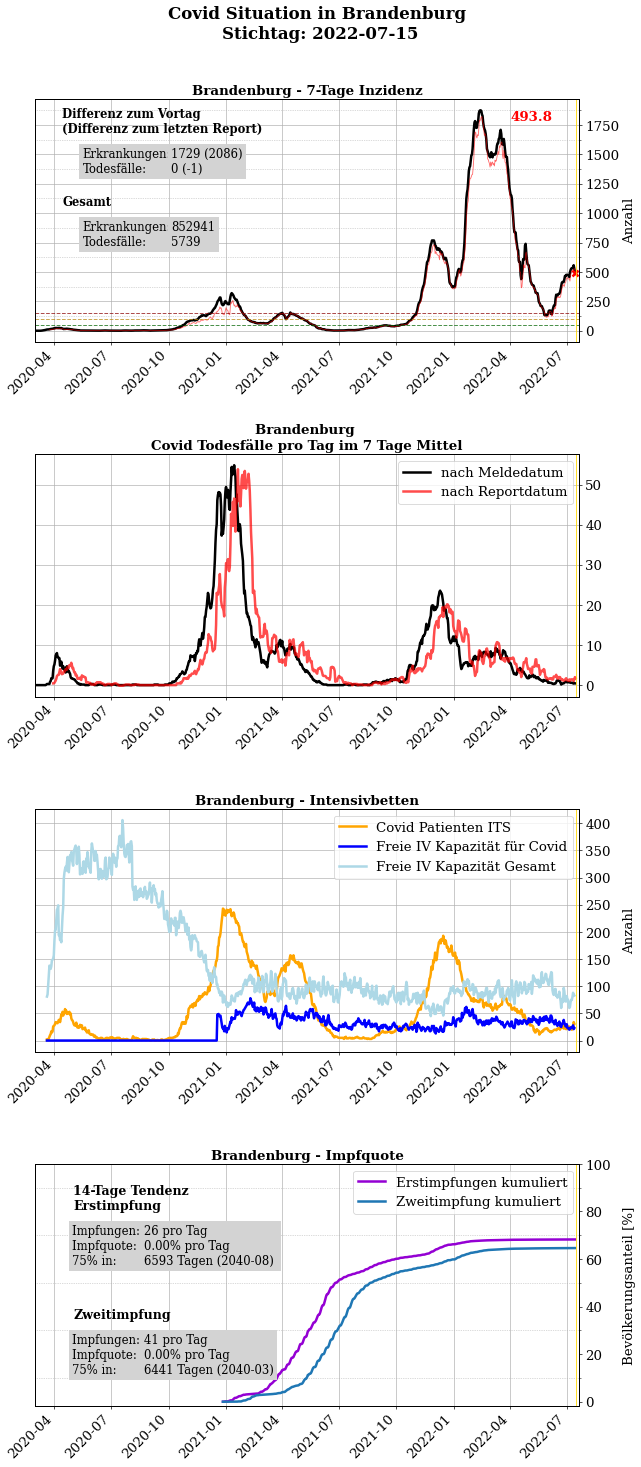 Covid Situation in Brandenburg
Stichtag: 2022-07-15
Brandenburg - 7-Tage Inzidenz
Differenz zum Vortag
(Differenz zum letzten Report)
Erkrankungen 1729 (2086)
Todesfälle: 0 (-1)
Gesamt
Erkrankungen 852941
Todesfälle: 5739
493.8
1750
1500
1250
1000
750
500
250
0
Anzahl
2020-04
2020-07
2020-10
2021-01
2021-04
2021-07
2021-10
2022-01
2022-04
2022-07
Brandenburg
Covid Todesfälle pro Tag im 7 Tage Mittel
nach Meldedatum
nach Reportdatum
50
40
30
20
10
0
2020-04
2020-07
2020-10
2021-01
2021-04
2021-07
2021-10
2022-01
2022-04
2022-07
Brandenburg - Intensivbetten
Covid Patienten ITS
Freie IV Kapazität für Covid
Freie IV Kapazität Gesamt
400
350
300
250
200
150
100
50
0
Anzahl
2020-04
2020-07
2020-10
2021-01
2021-04
2021-07
2021-10
2022-01
2022-04
2022-07
Brandenburg - Impfquote
14-Tage Tendenz
Erstimpfung
Impfungen: 26 pro Tag
Impfquote: 0.00% pro Tag
75% in: 6593 Tagen (2040-08)
Zweitimpfung
Impfungen: 41 pro Tag
Impfquote: 0.00% pro Tag
75% in: 6441 Tagen (2040-03)
Erstimpfungen kumuliert
Zweitimpfung kumuliert
100
80
60
40
20
0
Bevölkerungsanteil [%]
2020-04
2020-07
2020-10
2021-01
2021-04
2021-07
2021-10
2022-01
2022-04
2022-07